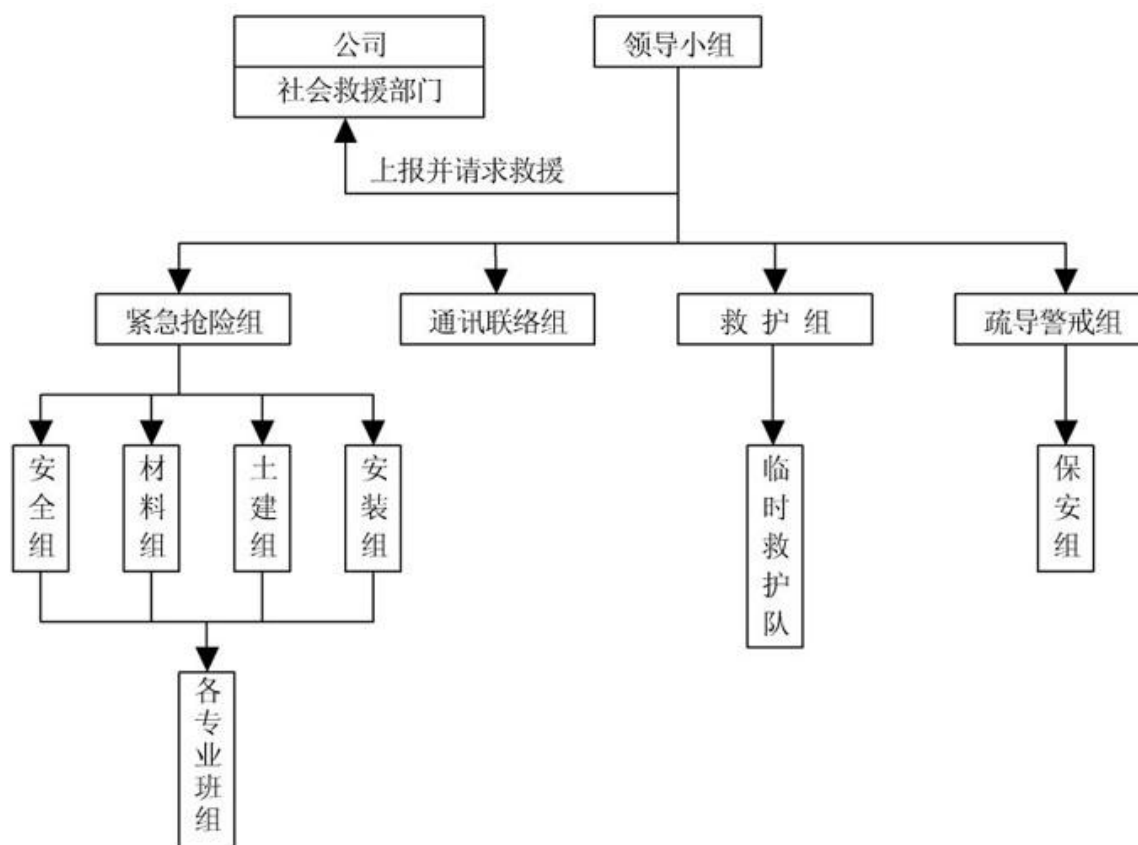 公司
领导小组
社会救援部门
上报并请求救援
紧急抢险组
通讯联络组
救护组
疏导警戒组
安全组
材料组
土建组
安装组
临时救护队
保安组
各专业班组